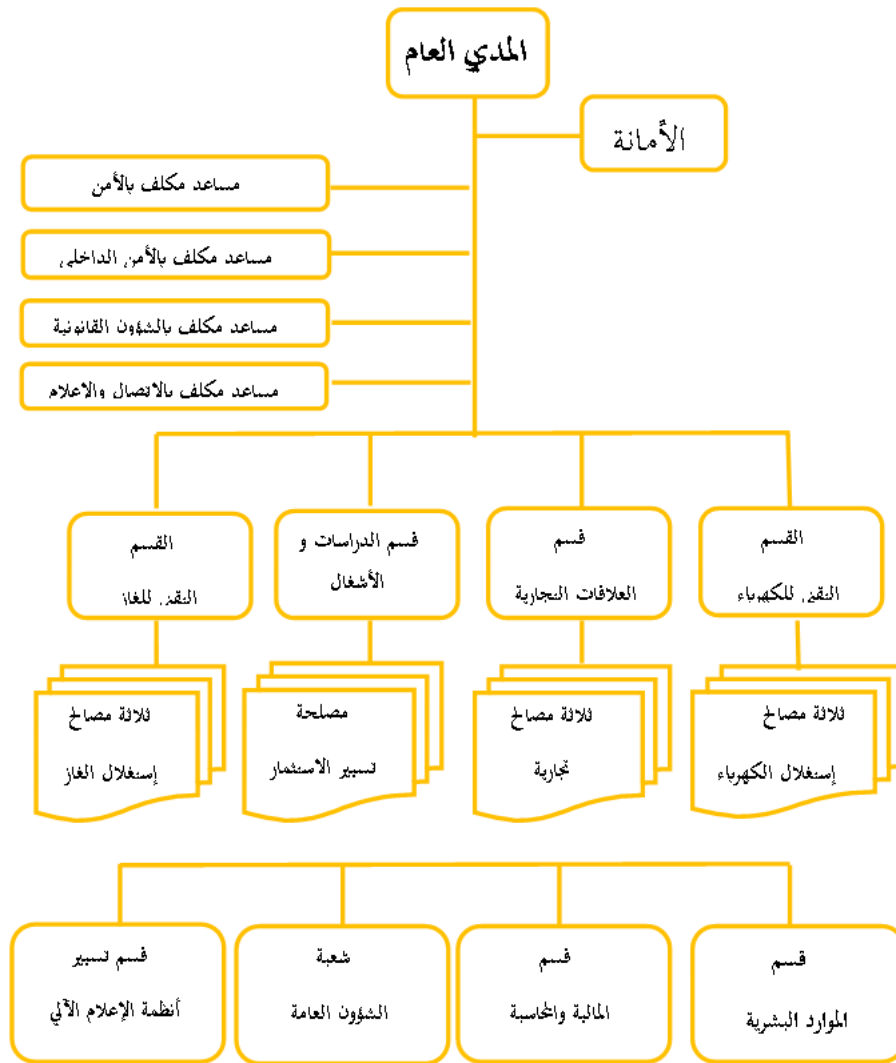 المدي العام
الأمانة
مساعد مكلف بالأمن
مساعد مكلف بالأمن الداخلي
مساعد مكلف بالشؤون القانونية
مساعد مكلف بالاتصال والاعلام
القسم
التقني للكهرباء
قسم
العلاقات التجارية
قسم الدراسات و
الأشغال
القسم
التقني للغاز
ثلاثة مصالح
إستغلال الكهرباء
ثلاثة مصالح
تجارية
مصلحة
تسيير الاستثمار
ثلاثة مصالح
إستغلال الغاز
قسم
الموارد البشرية
قسم
المالية والمحاسبة
شعبة
الشؤون العامة
قسم تسيير
أنظمة الإعلام الآلي